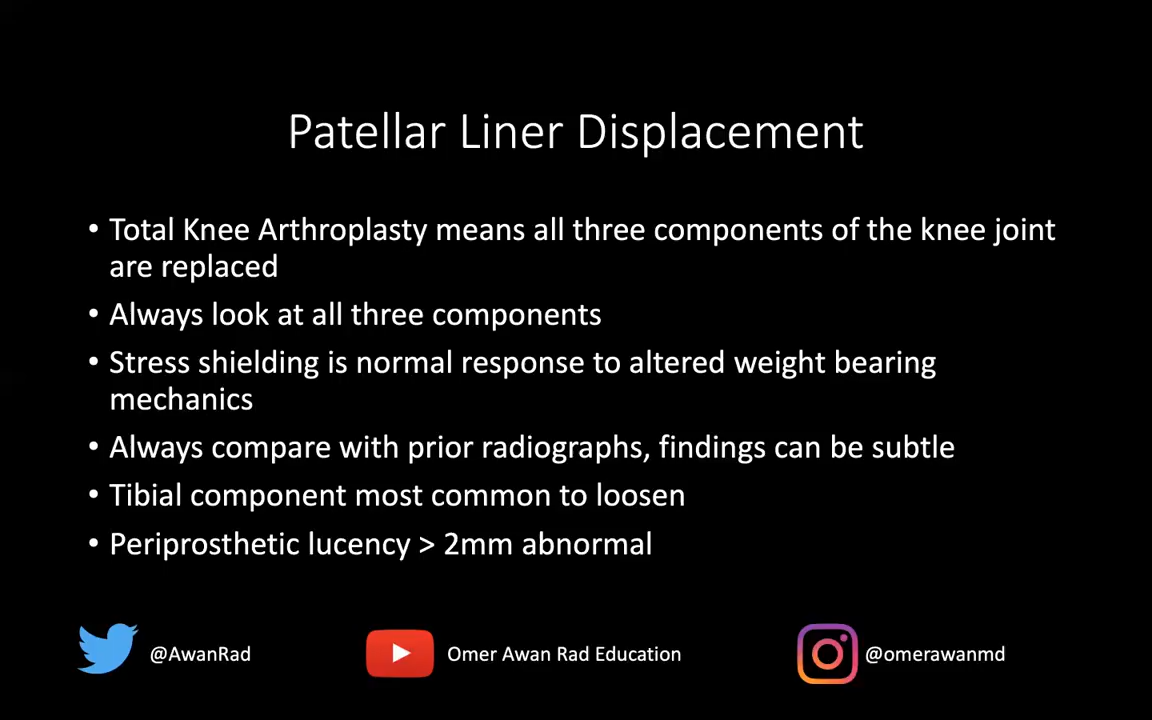 Patellar Liner Displacement
• Total Knee Arthroplasty means all three components of the knee joint
are replaced
• Always look at all three components
• Stress shielding is normal response to altered weight bearing
mechanics
• Always compare with prior radiographs, findings can be subtle
• Tibial component most common to loosen
• Periprosthetic lucency > 2mm abnormal
@AwanRad
Omer Awan Rad Education
@omerawanmd